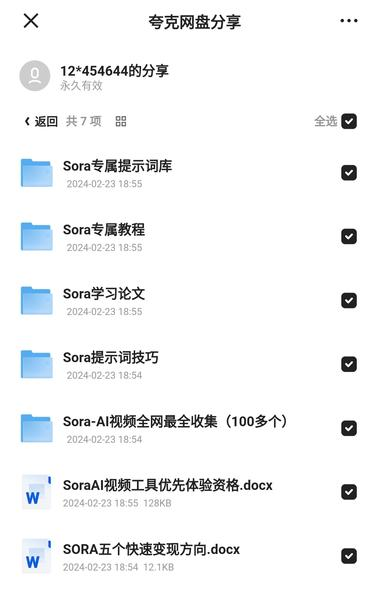 夸克网盘分享
12*454644的分享
永久有效
返回 共7项 全选
Sora专属提示词库
2024-02-23 18:55
Sora专属教程
2024-02-23 18:55
Sora学习论文
2024-02-23 18:55
Sora提示词技巧
2024-02-23 18:54
Sora-AI视频全网最全收集（100多个）
2024-02-23 18:54
SoraAI视频工具优先体验资格.docx
2024-02-23 18:55 128KB
SORA五个快速变现方向.docx
2024-02-23 18:54 12.1KB